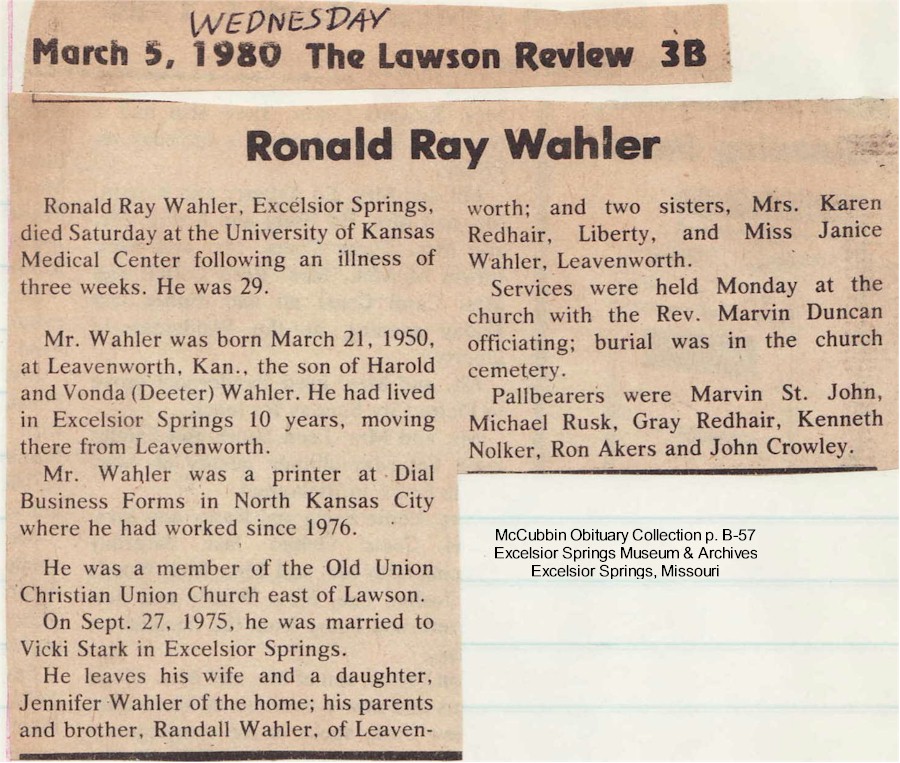 WEDNESDAY
March 5, 1980 The Lawson Review 3B
Ronald Ray Wahler
Ronald Ray Wahler, Excelsior Springs,
died Saturday at the University of Kansas
Medical Center following an illness of
three weeks. He was 29.
Mr. Wahler was born March 21, 1950,
at Leavenworth, Kan., the son of Harold
and Vonda (Deeter) Wahler. He had lived
in Excelsior Springs 10 years, moving
there from Leavenworth.
Mr. Wahler was a printer at Dial
Business Forms in North Kansas City
where he had worked since 1976.
He was a member of the Old Union
Christian Union Church east of Lawson.
On Sept. 27, 1975, he was married to
Vicki Stark in Excelsior Springs.
He leaves his wife and a daughter,
Jennifer Wahler of the home; his parents
and brother, Randall Wahler, of Leaven-
worth; and two sisters, Mrs. Karen
Redhair, Liberty, and Miss Janice
Wahler, Leavenworth.
Services were held Monday at the
church with the Rev. Marvin Duncan
officiating; burial was in the church
cemetery.
Pallbearers were Marvin St. John,
Michael Rusk, Gray Redhair, Kenneth
Nolker, Ron Akers and John Crowley.
McCubbin Obituary Collection p. B-57
Excelsior Springs Museum & Archives
Excelsior Springs, Missouri